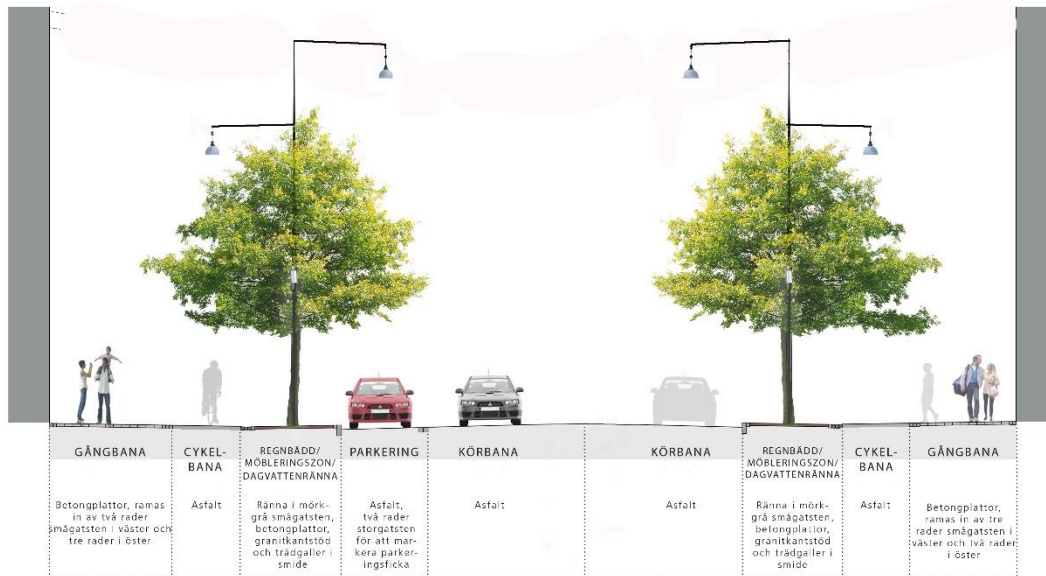 GÅNGBANA
CYKEL-
BANA
REGNBÄDD/
MÖBLERINGSZON/
DAGVATTENRÄNNA
PARKERING
KÖRBANA
KÖRBANA
REGNBÄDD/
MÖBLERINGSZON/
DAGVATTENRÄNNA
CYKEL-
BANA
GÅNGBANA
Betongplattor, ramas
in av två rader
smågatsten i väster och
tre rader i öster
Asfalt
Ränna i mörk-
grå smågatsten,
betongplattor,
granitkantstöd
och trädgaller i
smide
Asfalt,
två rader
storgatsten
för att mar-
kera parker-
ingsficka
Asfalt
Asfalt
Ränna i mörk-
grå smågatsten,
betongplattor,
granitkantstöd
och trädgaller i
smide
Asfalt
Betongplattor,
ramas in av tre
rader smågatsten i
väster och två rader
i öster